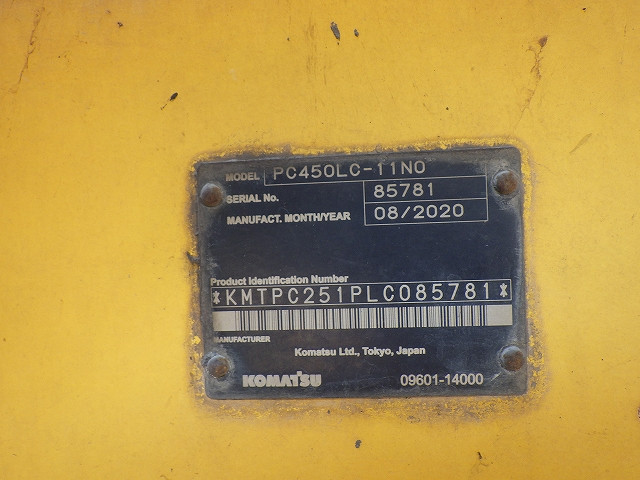 MODEL PC450LC-11N0
SERIAL No. 85781
MANUFACT. MONTH/YEAR 08/2020
Product Identification Number
*KMTPC251PLC085781*
MANUFACTURER
Komatsu Ltd., Tokyo, Japan
KOMATSU 09601-14000